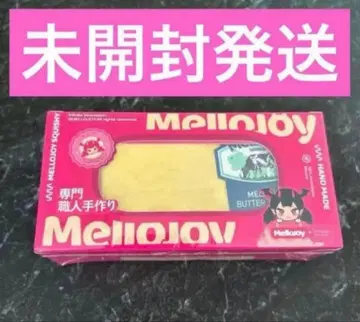 未開封発送
MelloJoy
MELLOJOY SQUISHY
HAND MADE
専門
職人手作り
BUTTER
MelloJoy
MelloJoy